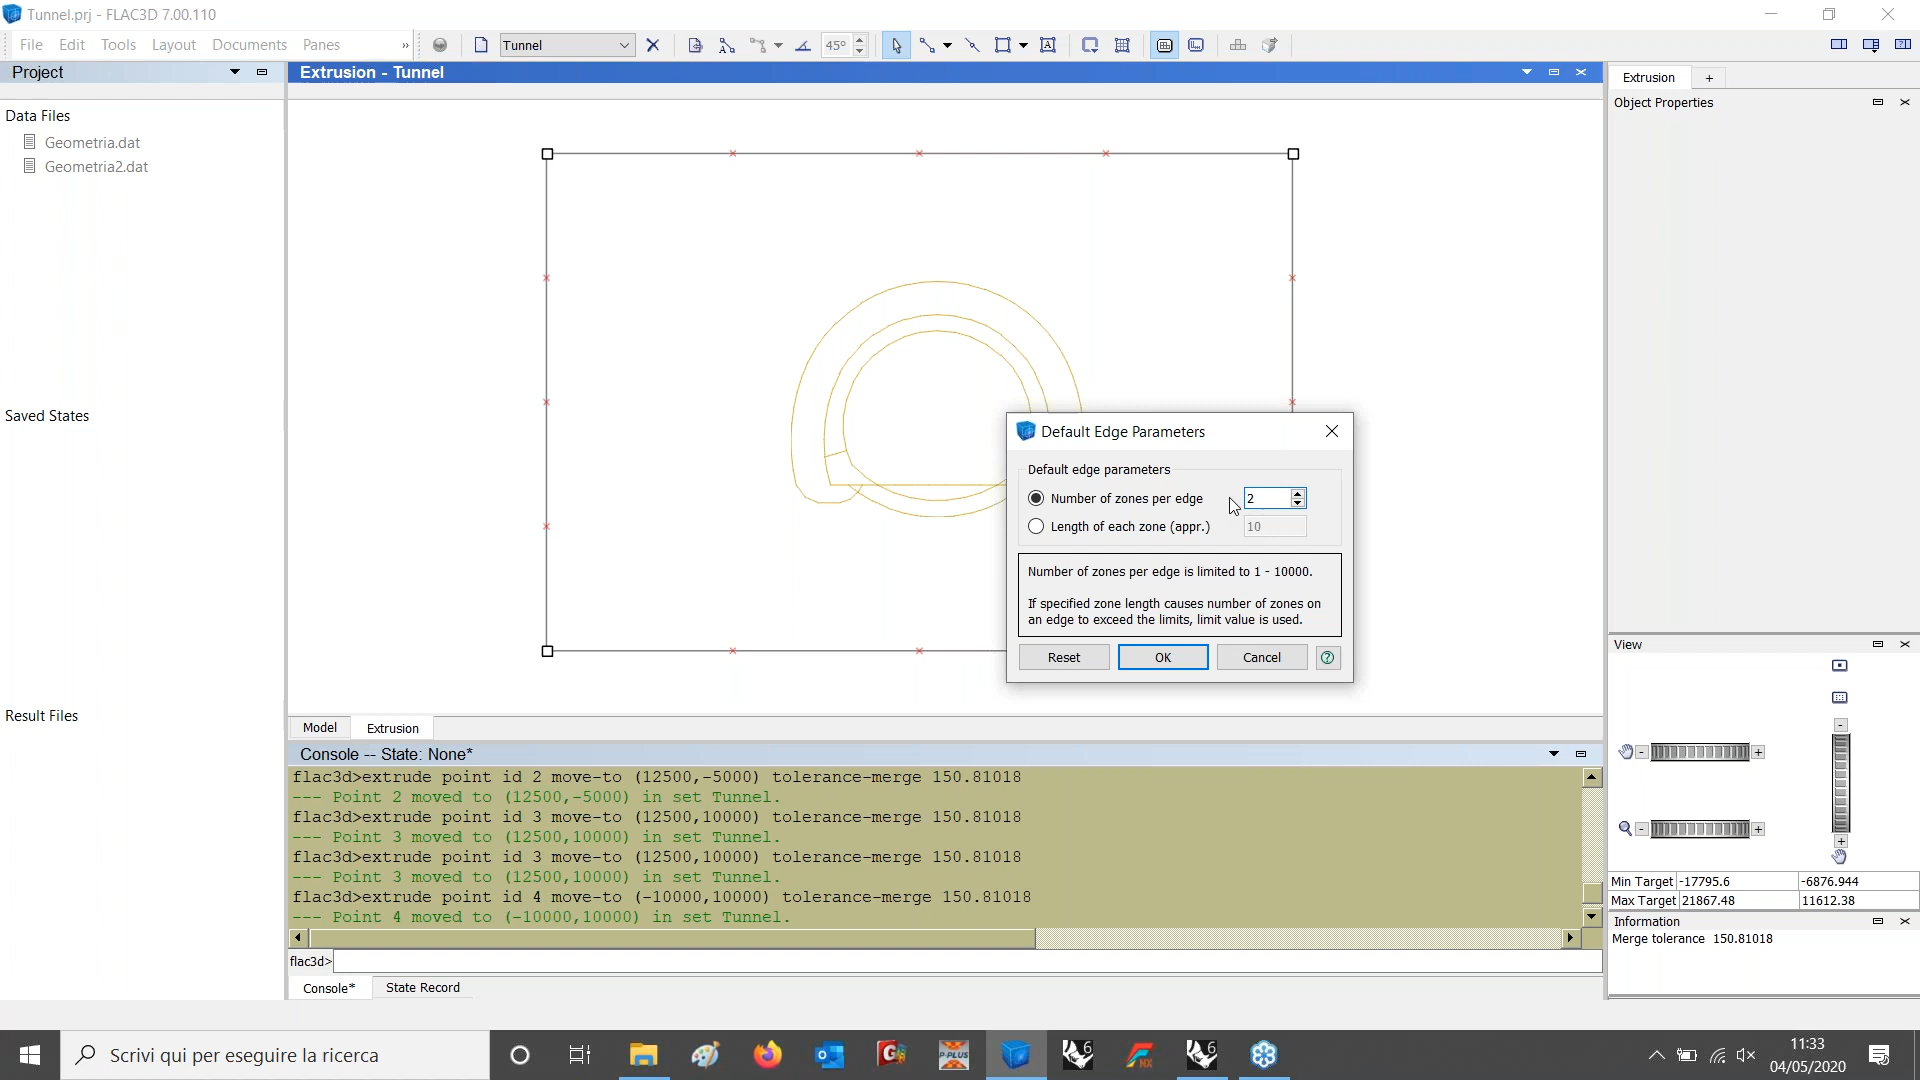 Tunnel.prj - FLAC3D 7.00.110
File Edit Tools Layout Documents Panes »
Tunnel
45°
Project
Extrusion - Tunnel
Extrusion +
Object Properties
Data Files
Geometria.dat
Geometria2.dat
Saved States
Result Files
Default Edge Parameters
Default edge parameters
Number of zones per edge 2
Length of each zone (appr.) 10
Number of zones per edge is limited to 1 - 10000.
If specified zone length causes number of zones on
an edge to exceed the limits, limit value is used.
Reset OK Cancel ?
View
Min Target -17795.6 -6876.944
Max Target 21867.48 11612.38
Information
Merge tolerance 150.81018
Model Extrusion
Console -- State: None*
flac3d>extrude point id 2 move-to (12500,-5000) tolerance-merge 150.81018
--- Point 2 moved to (12500,-5000) in set Tunnel.
flac3d>extrude point id 3 move-to (12500,10000) tolerance-merge 150.81018
--- Point 3 moved to (12500,10000) in set Tunnel.
flac3d>extrude point id 3 move-to (12500,10000) tolerance-merge 150.81018
--- Point 3 moved to (12500,10000) in set Tunnel.
flac3d>extrude point id 4 move-to (-10000,10000) tolerance-merge 150.81018
--- Point 4 moved to (-10000,10000) in set Tunnel.
flac3d>
Console* State Record
Scrivi qui per eseguire la ricerca
P-PLUS
6
NX
6
11:33
04/05/2020